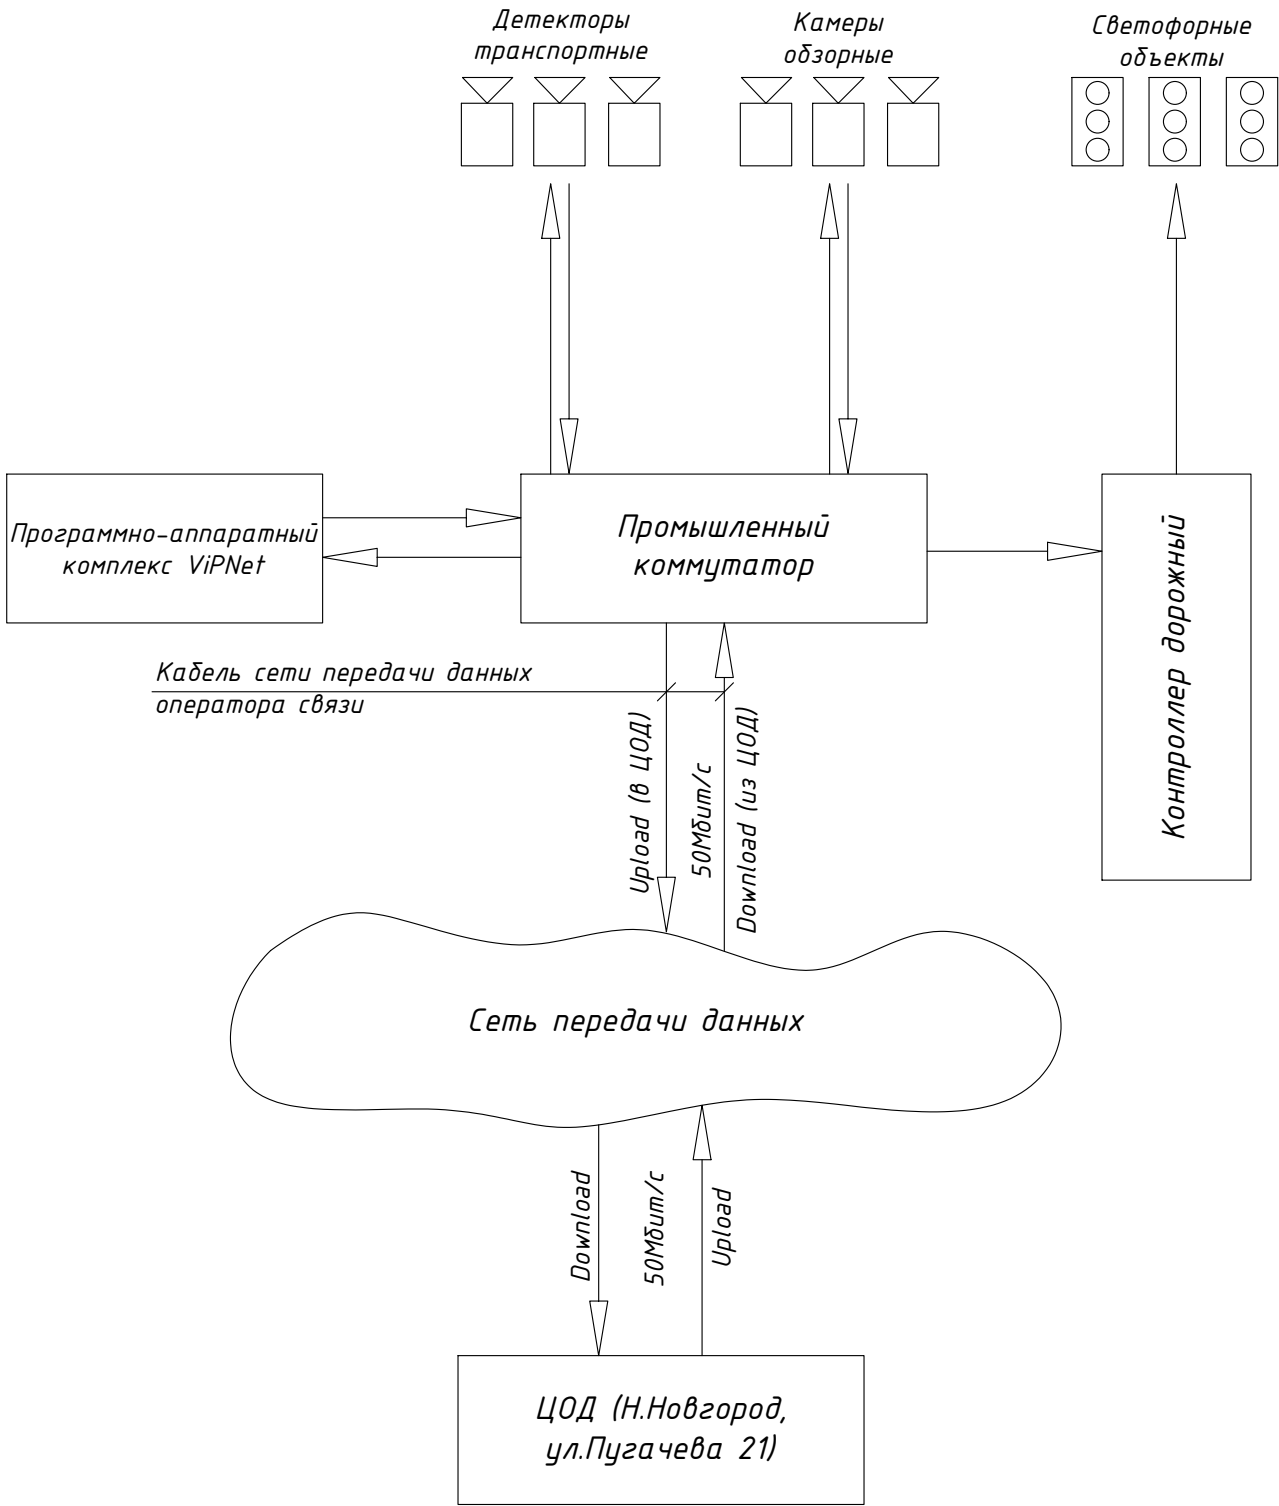 Детекторы
транспортные
Камеры
обзорные
Светофорные
объекты
Программно-аппаратный
комплекс ViPNet
Промышленный
коммутатор
Контроллер дорожный
Кабель сети передачи данных
оператора связи
Upload (в ЦОД)
50Мбит/с
Download (из ЦОД)
Сеть передачи данных
Download
50Мбит/с
Upload
ЦОД (Н.Новгород,
ул.Пугачева 21)